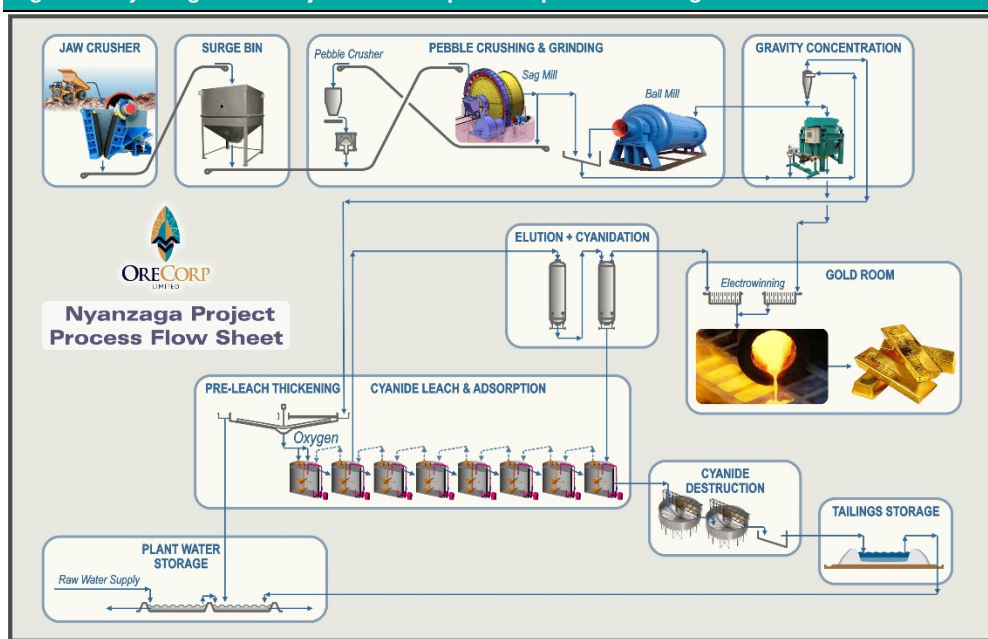 JAW CRUSHER
SURGE BIN
PEBBLE CRUSHING & GRINDING
GRAVITY CONCENTRATION
Pebble Crusher
Sag Mill
Ball Mill
ORECORP
LIMITED
Nyanzaga Project
Process Flow Sheet
ELUTION + CYANIDATION
GOLD ROOM
Electrowinning
PRE-LEACH THICKENING
CYANIDE LEACH & ADSORPTION
Oxygen
CYANIDE
DESTRUCTION
TAILINGS STORAGE
PLANT WATER
STORAGE
Raw Water Supply